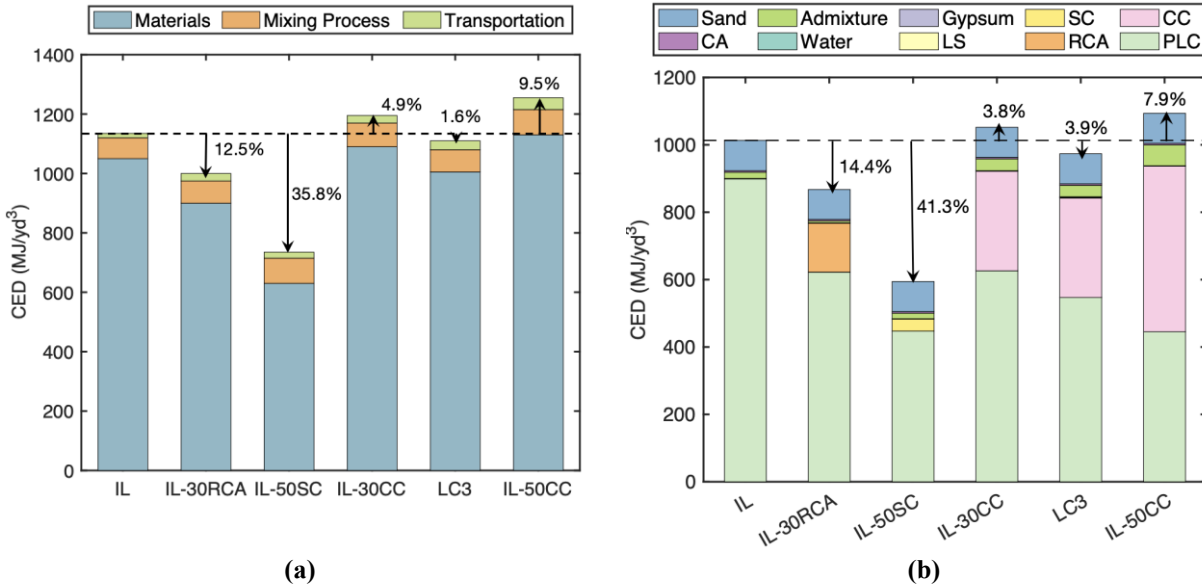 Materials Mixing Process Transportation
CED (MJ/yd³)
1400
1200
1000
800
600
400
200
0
12.5%
35.8%
4.9%
1.6%
9.5%
IL IL-30RCA IL-50SC IL-30CC LC3 IL-50CC
(a)
Sand Admixture Gypsum SC CC
CA Water LS RCA PLC
CED (MJ/yd³)
1200
1000
800
600
400
200
0
14.4%
41.3%
3.8%
3.9%
7.9%
IL IL-30RCA IL-50SC IL-30CC LC3 IL-50CC
(b)